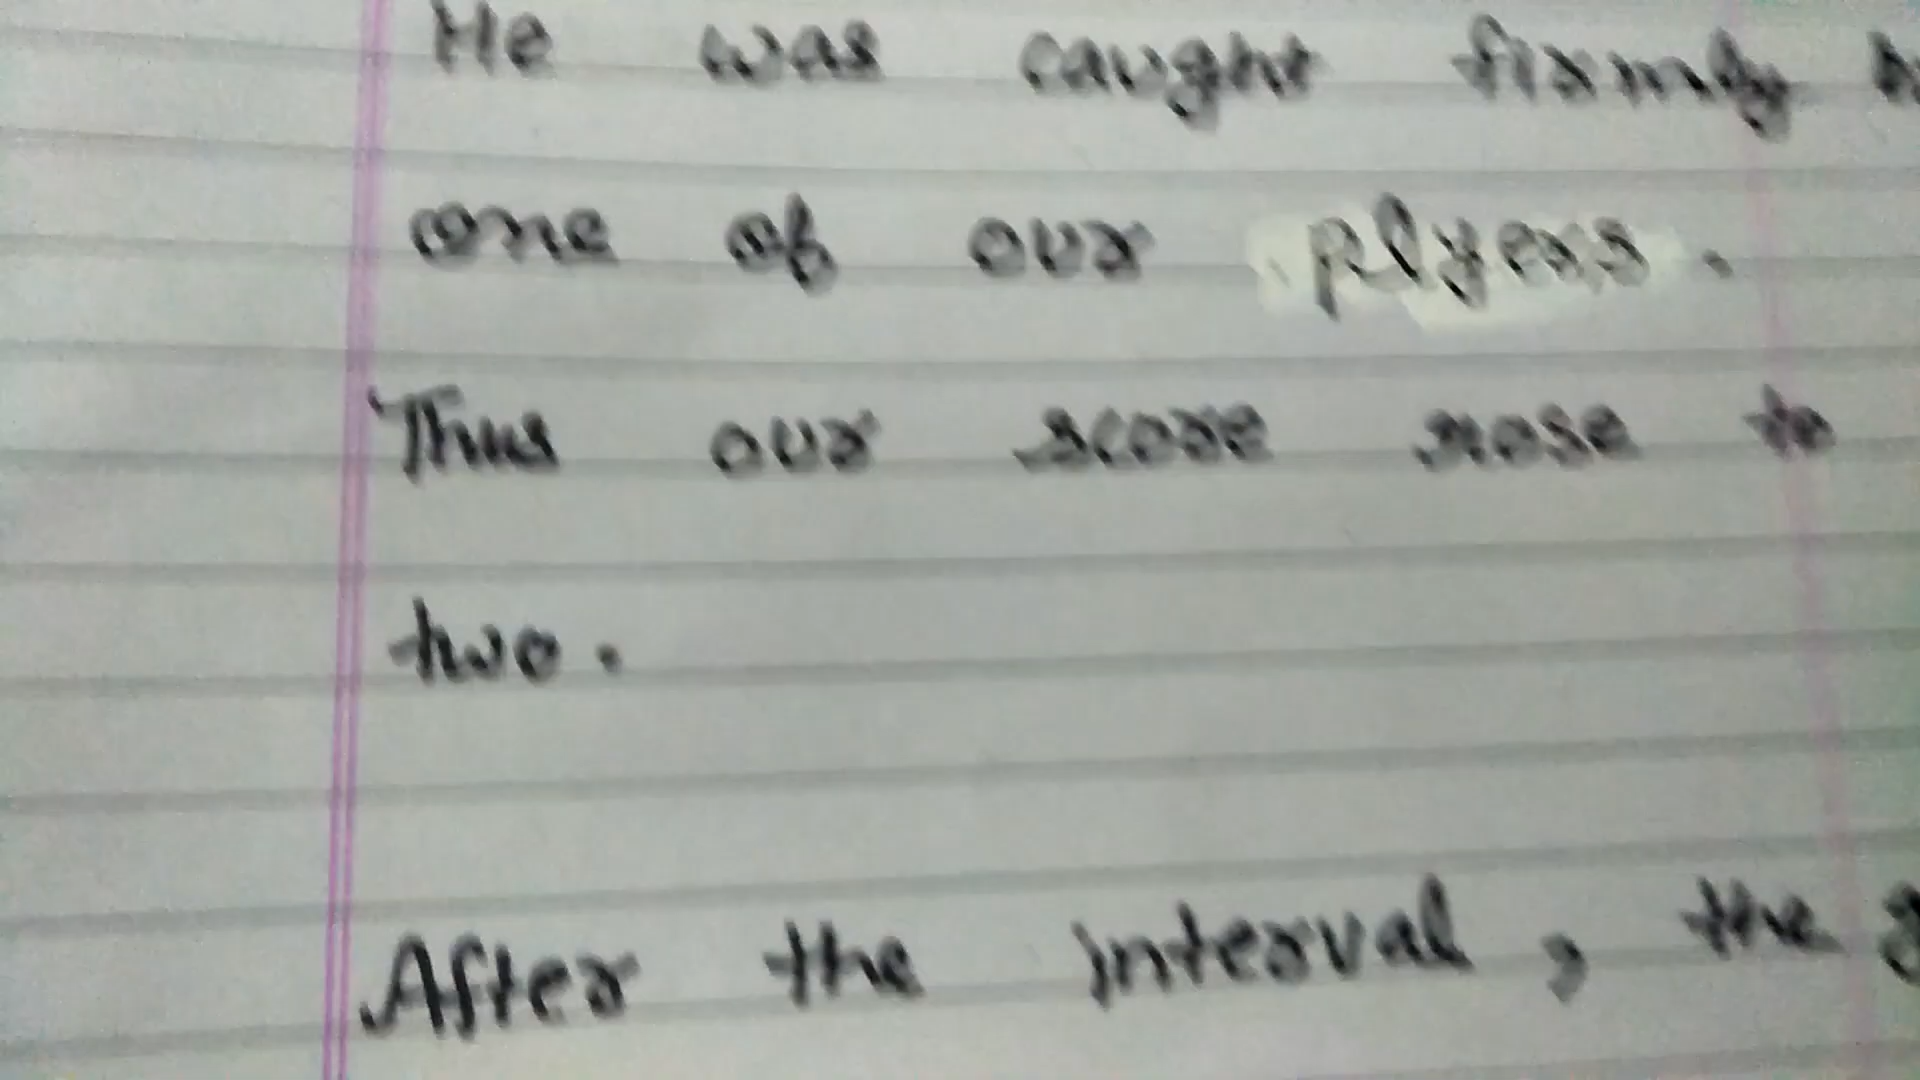 He was caught firmly
one of our plyers.
Thus our score rose to
two.
After the interval, the